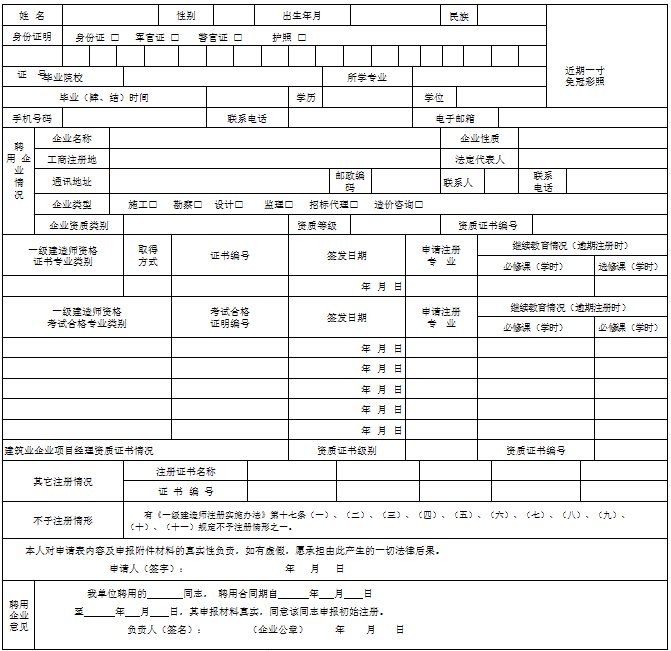 姓 名 性别 出生年月 民族
近期一寸
免冠彩照
身份证明 身份证 □ 军官证 □ 警官证 □ 护照 □
证 号
毕业院校 所学专业
毕业（肄、结）时间 学历 学位
手机号码 联系电话 电子邮箱
聘用企业情况
企业名称 企业性质
工商注册地 法定代表人
通讯地址 邮政编码 联系人 联系电话
企业类型 施工□ 勘察□ 设计□ 监理□ 招标代理□ 造价咨询□
企业资质类别 资质等级 资质证书编号
一级建造师资格证书专业类别 取得方式 证书编号 签发日期 申请注册专 业 继续教育情况（逾期注册时）
必修课（学时） 选修课（学时）
年 月 日
一级建造师资格考试合格专业类别 考试合格证明编号 签发日期 申请注册专 业 继续教育情况（逾期注册时）
必修课（学时） 必修课（学时）
年 月 日
年 月 日
年 月 日
年 月 日
年 月 日
建筑业企业项目经理资质证书情况 资质证书级别 资质证书编号
其它注册情况 注册证书名称
证 书 编 号
不予注册情形 有《一级建造师注册实施办法》第十七条（一）、（二）、（三）、（四）、（五）、（六）、（七）、（八）、（九）、
（十）、（十一）规定不予注册情形之一。
本人对申请表内容及申报附件材料的真实性负责，如有虚假，愿承担由此产生的一切法律后果。
申请人（签字）： 年 月 日
聘用企业意见
我单位聘用的______同志， 聘用合同期自_____年___月___日
至_____年___月___日，其申报材料真实，同意该同志申报初始注册。
负责人（签名）： （企业公章） 年 月 日